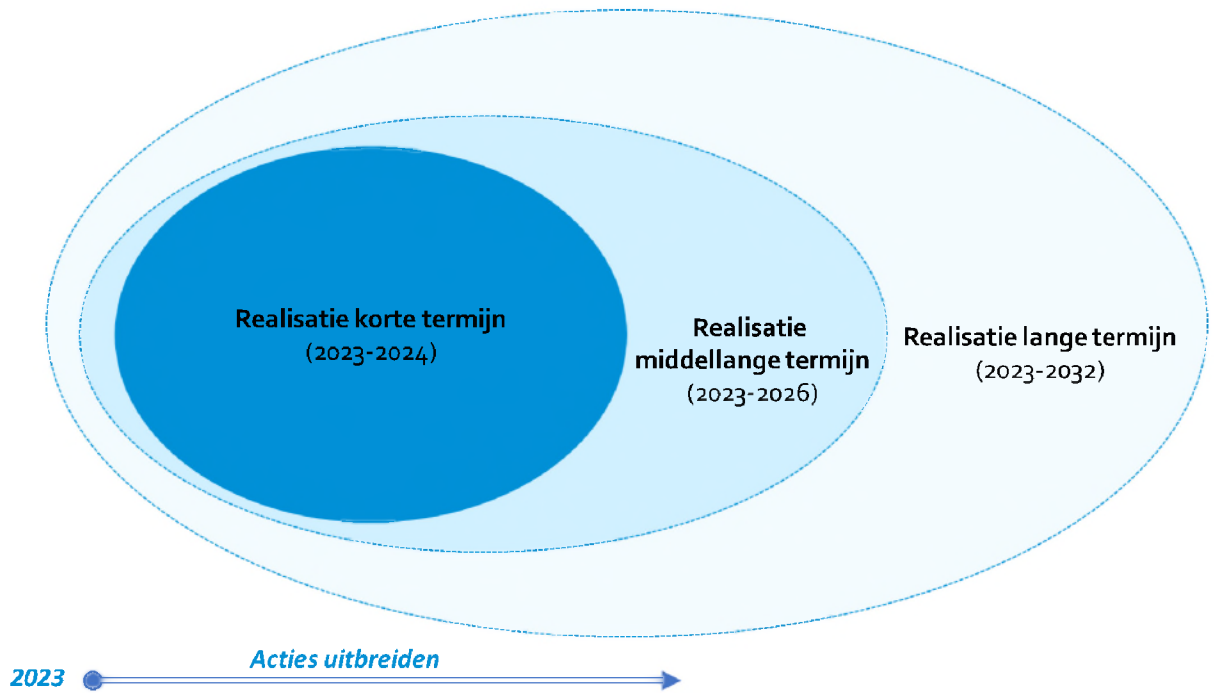 Realisatie korte termijn
(2023-2024)
Realisatie
middellange termijn
(2023-2026)
Realisatie lange termijn
(2023-2032)
Acties uitbreiden
2023